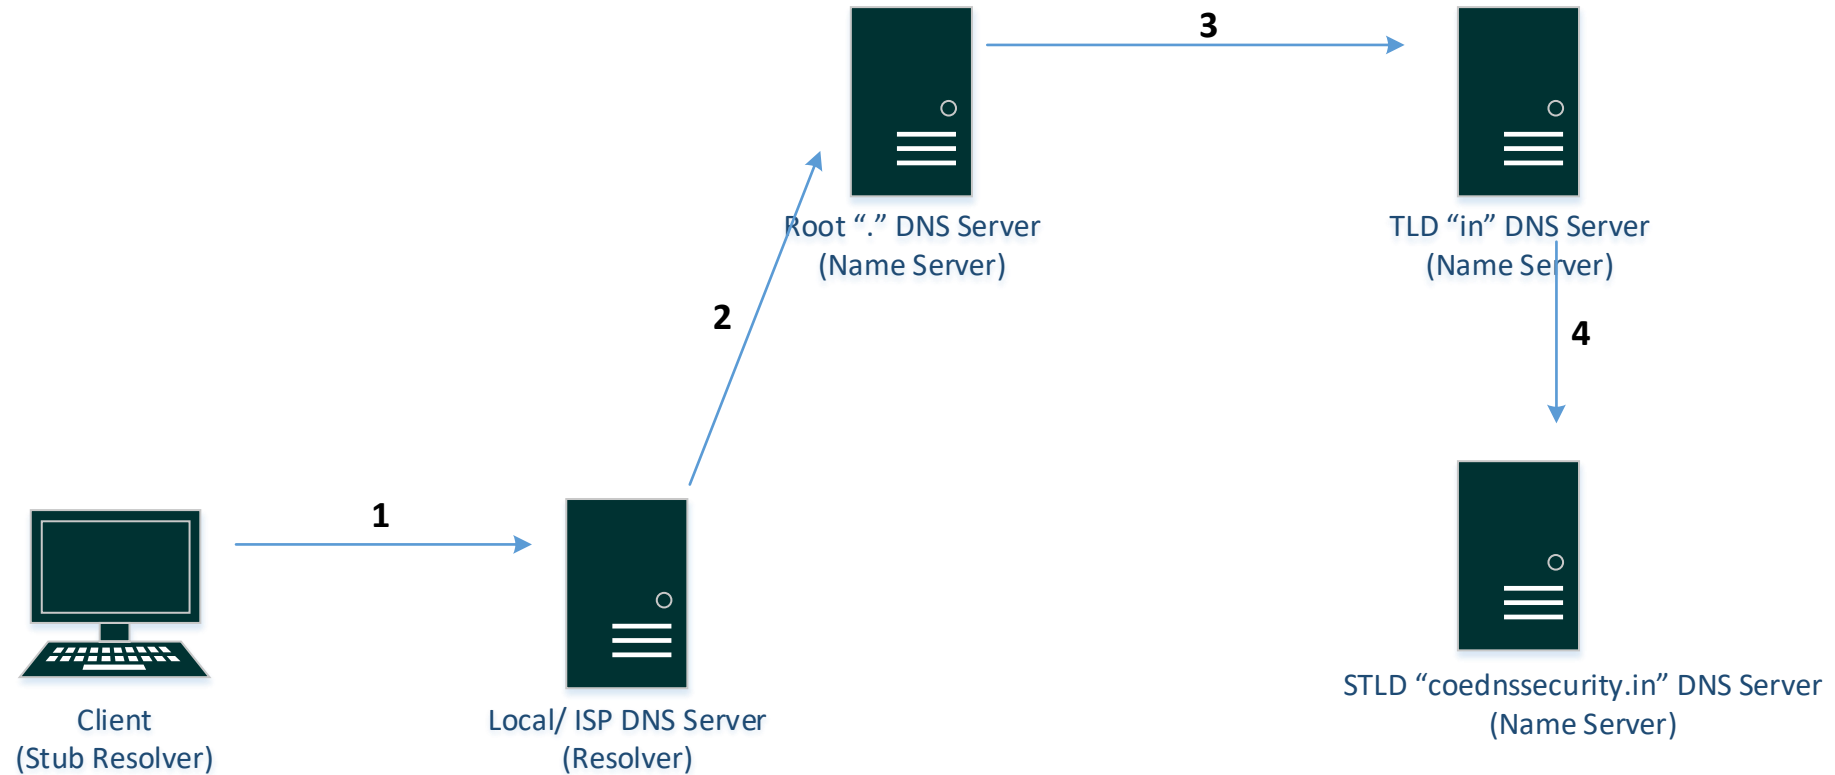 3
Root “.” DNS Server
(Name Server)
TLD “in” DNS Server
(Name Server)
2
4
1
Client
(Stub Resolver)
Local/ ISP DNS Server
(Resolver)
STLD “coednssecurity.in” DNS Server
(Name Server)